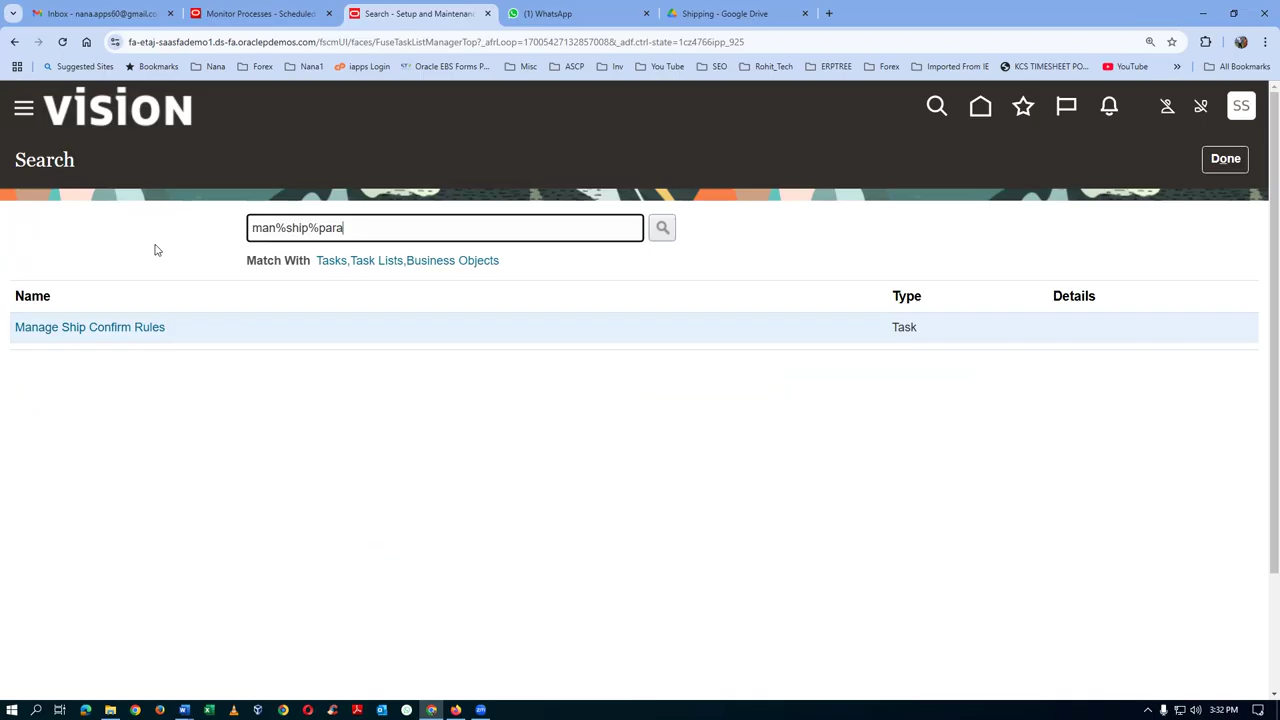 Inbox - nana.apps60@gmail.co
Monitor Processes - Scheduled
Search - Setup and Maintenanc
(1) WhatsApp
Shipping - Google Drive
fa-etaj-saasfademo1.ds-fa.oraclepdemos.com/fscmUI/faces/FuseTaskListManagerTop?_afrLoop=17005427132857008&_adf.ctrl-state=1cz4766ipp_925
Suggested Sites
Bookmarks
Nana
Forex
Nana1
iapps Login
Oracle EBS Forms P...
Misc
ASCP
Inv
You Tube
SEO
Rohit_Tech
ERPTREE
Forex
Imported From IE
KCS TIMESHEET PO...
YouTube
All Bookmarks
vision
SS
Search
Done
man%ship%para
Match With Tasks,Task Lists,Business Objects
Name Type Details
Manage Ship Confirm Rules Task
3:32 PM